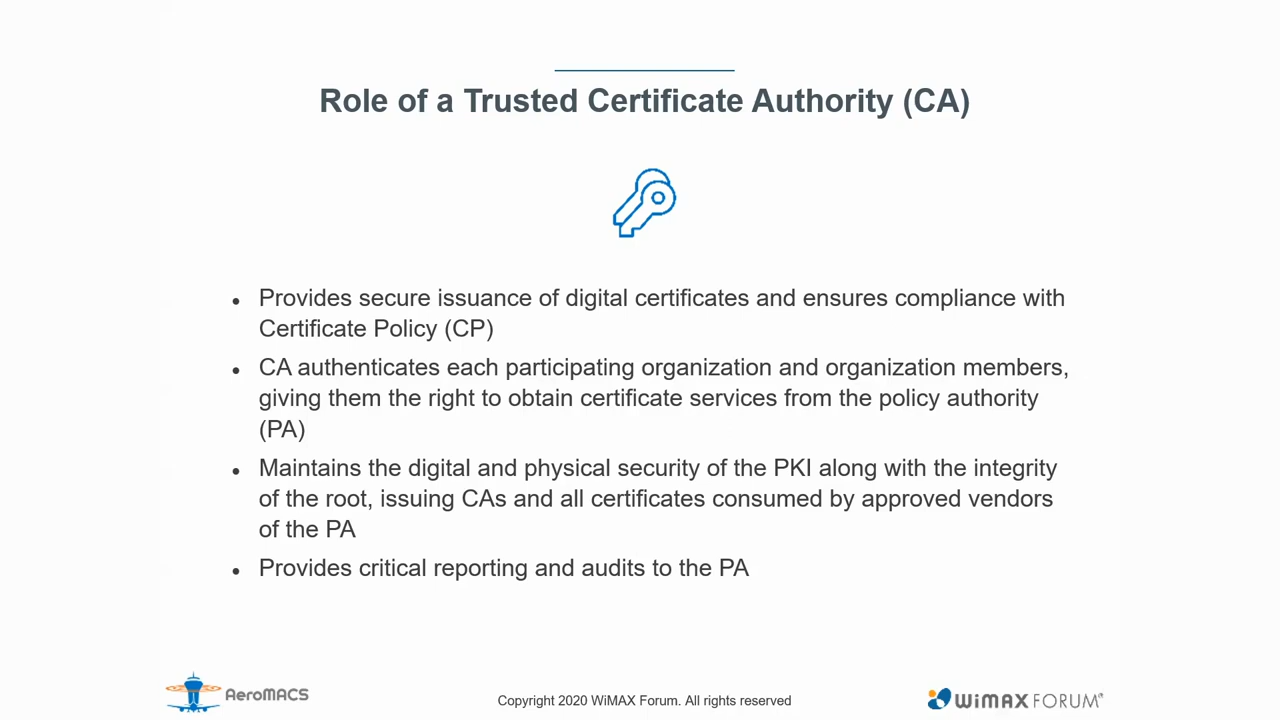 Role of a Trusted Certificate Authority (CA)
• Provides secure issuance of digital certificates and ensures compliance with
Certificate Policy (CP)
• CA authenticates each participating organization and organization members,
giving them the right to obtain certificate services from the policy authority
(PA)
• Maintains the digital and physical security of the PKI along with the integrity
of the root, issuing CAs and all certificates consumed by approved vendors
of the PA
• Provides critical reporting and audits to the PA
AeroMACS
Copyright 2020 WiMAX Forum. All rights reserved
WiMAX FORUM